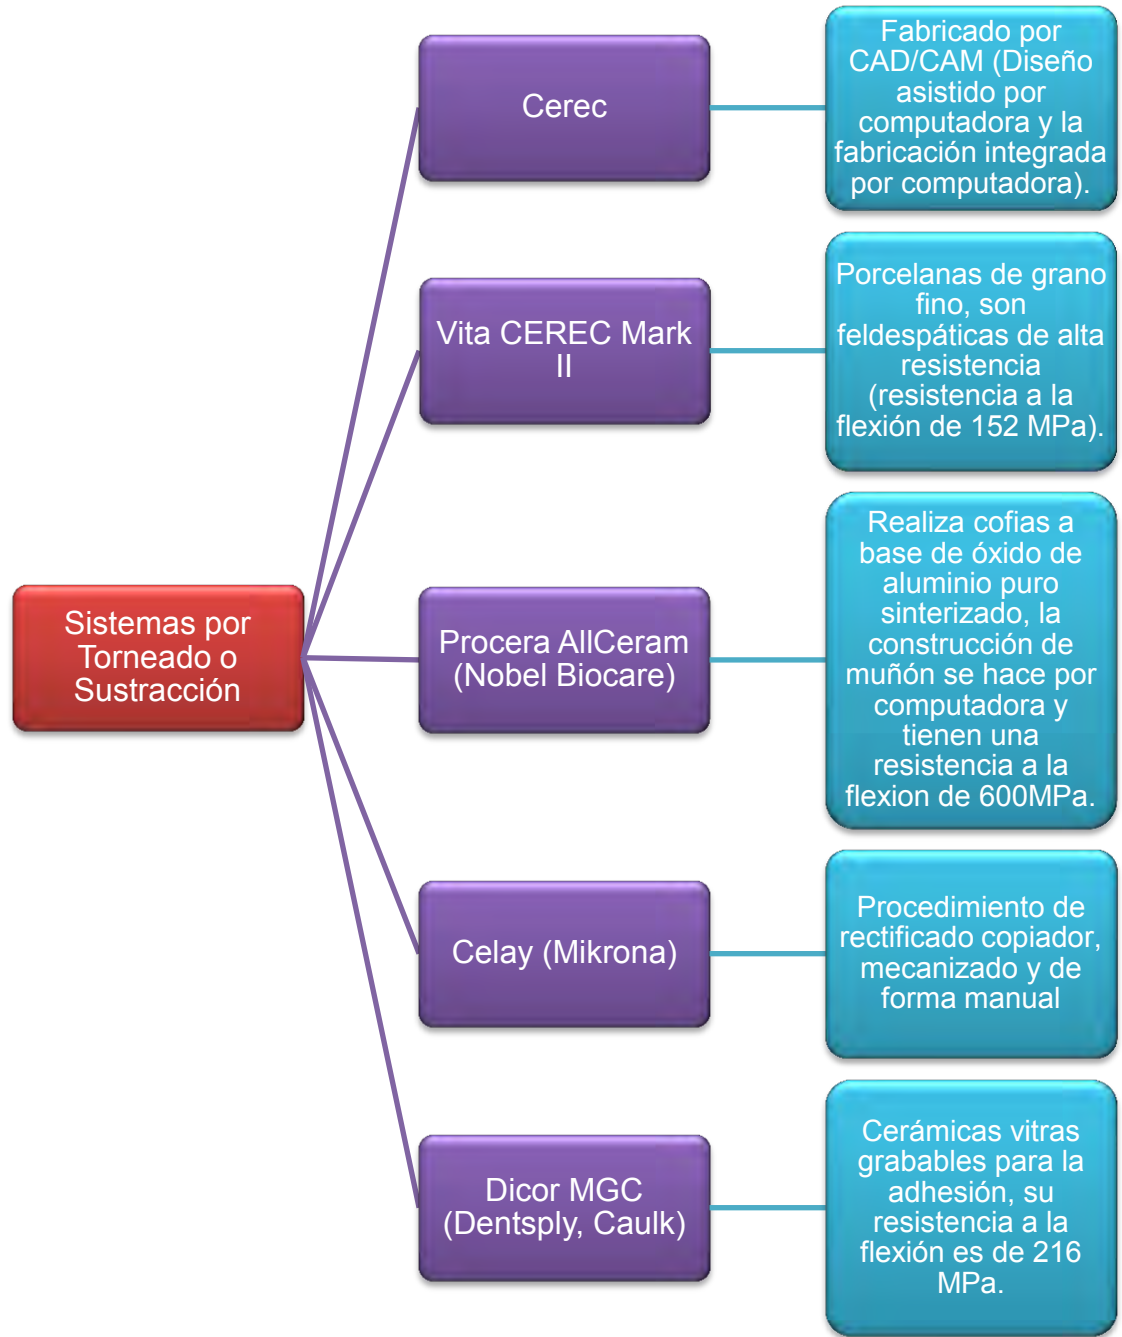 Sistemas por
Torneado o
Sustracción
Cerec
Fabricado por
CAD/CAM (Diseño
asistido por
computadora y la
fabricación integrada
por computadora).
Vita CEREC Mark
II
Porcelanas de grano
fino, son
feldespáticas de alta
resistencia
(resistencia a la
flexión de 152 MPa).
Procera AllCeram
(Nobel Biocare)
Realiza cofias a
base de óxido de
aluminio puro
sinterizado, la
construcción de
muñón se hace por
computadora y
tienen una
resistencia a la
flexion de 600MPa.
Celay (Mikrona)
Procedimiento de
rectificado copiador,
mecanizado y de
forma manual
Dicor MGC
(Dentsply, Caulk)
Cerámicas vitras
grabables para la
adhesión, su
resistencia a la
flexión es de 216
MPa.